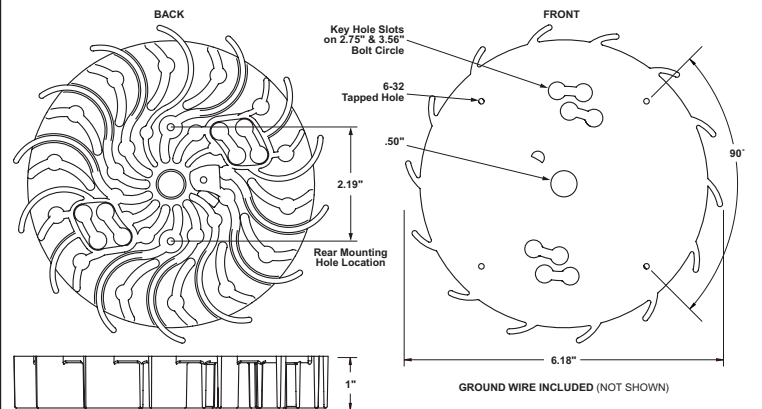 BACK
2.19"
Rear Mounting
Hole Location
1"
FRONT
Key Hole Slots
on 2.75" & 3.56"
Bolt Circle
6-32
Tapped Hole
.50"
90°
6.18"
GROUND WIRE INCLUDED (NOT SHOWN)